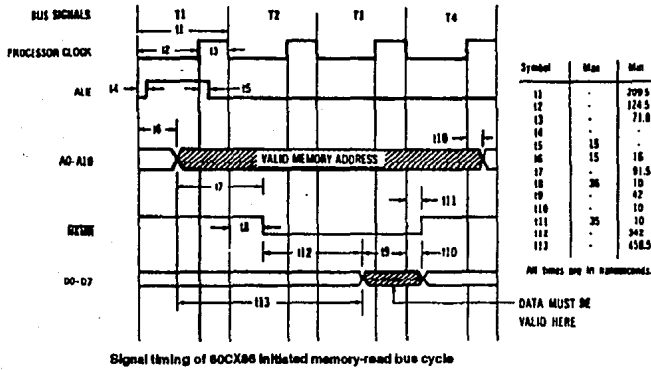 BUS SIGNALS T1 T2 T3 T4
t1
PROCESSOR CLOCK t2 t3
ALE t4 t5
t6 t10
A0-A19 VALID MEMORY ADDRESS
t7 t11
t8
t12 t9 t10
D0-D7
t13 DATA MUST BE
VALID HERE
Symbol Max Min
t1 - 209.5
t2 - 124.5
t3 - 71.8
t4 - -
t5 15 -
t6 15 16
t7 - 91.5
t8 36 10
t9 - 42
t10 - 10
t11 35 10
t12 - 342
t13 - 458.5
All times are in nanoseconds.
Signal timing of 80CX86 initiated memory-read bus cycle